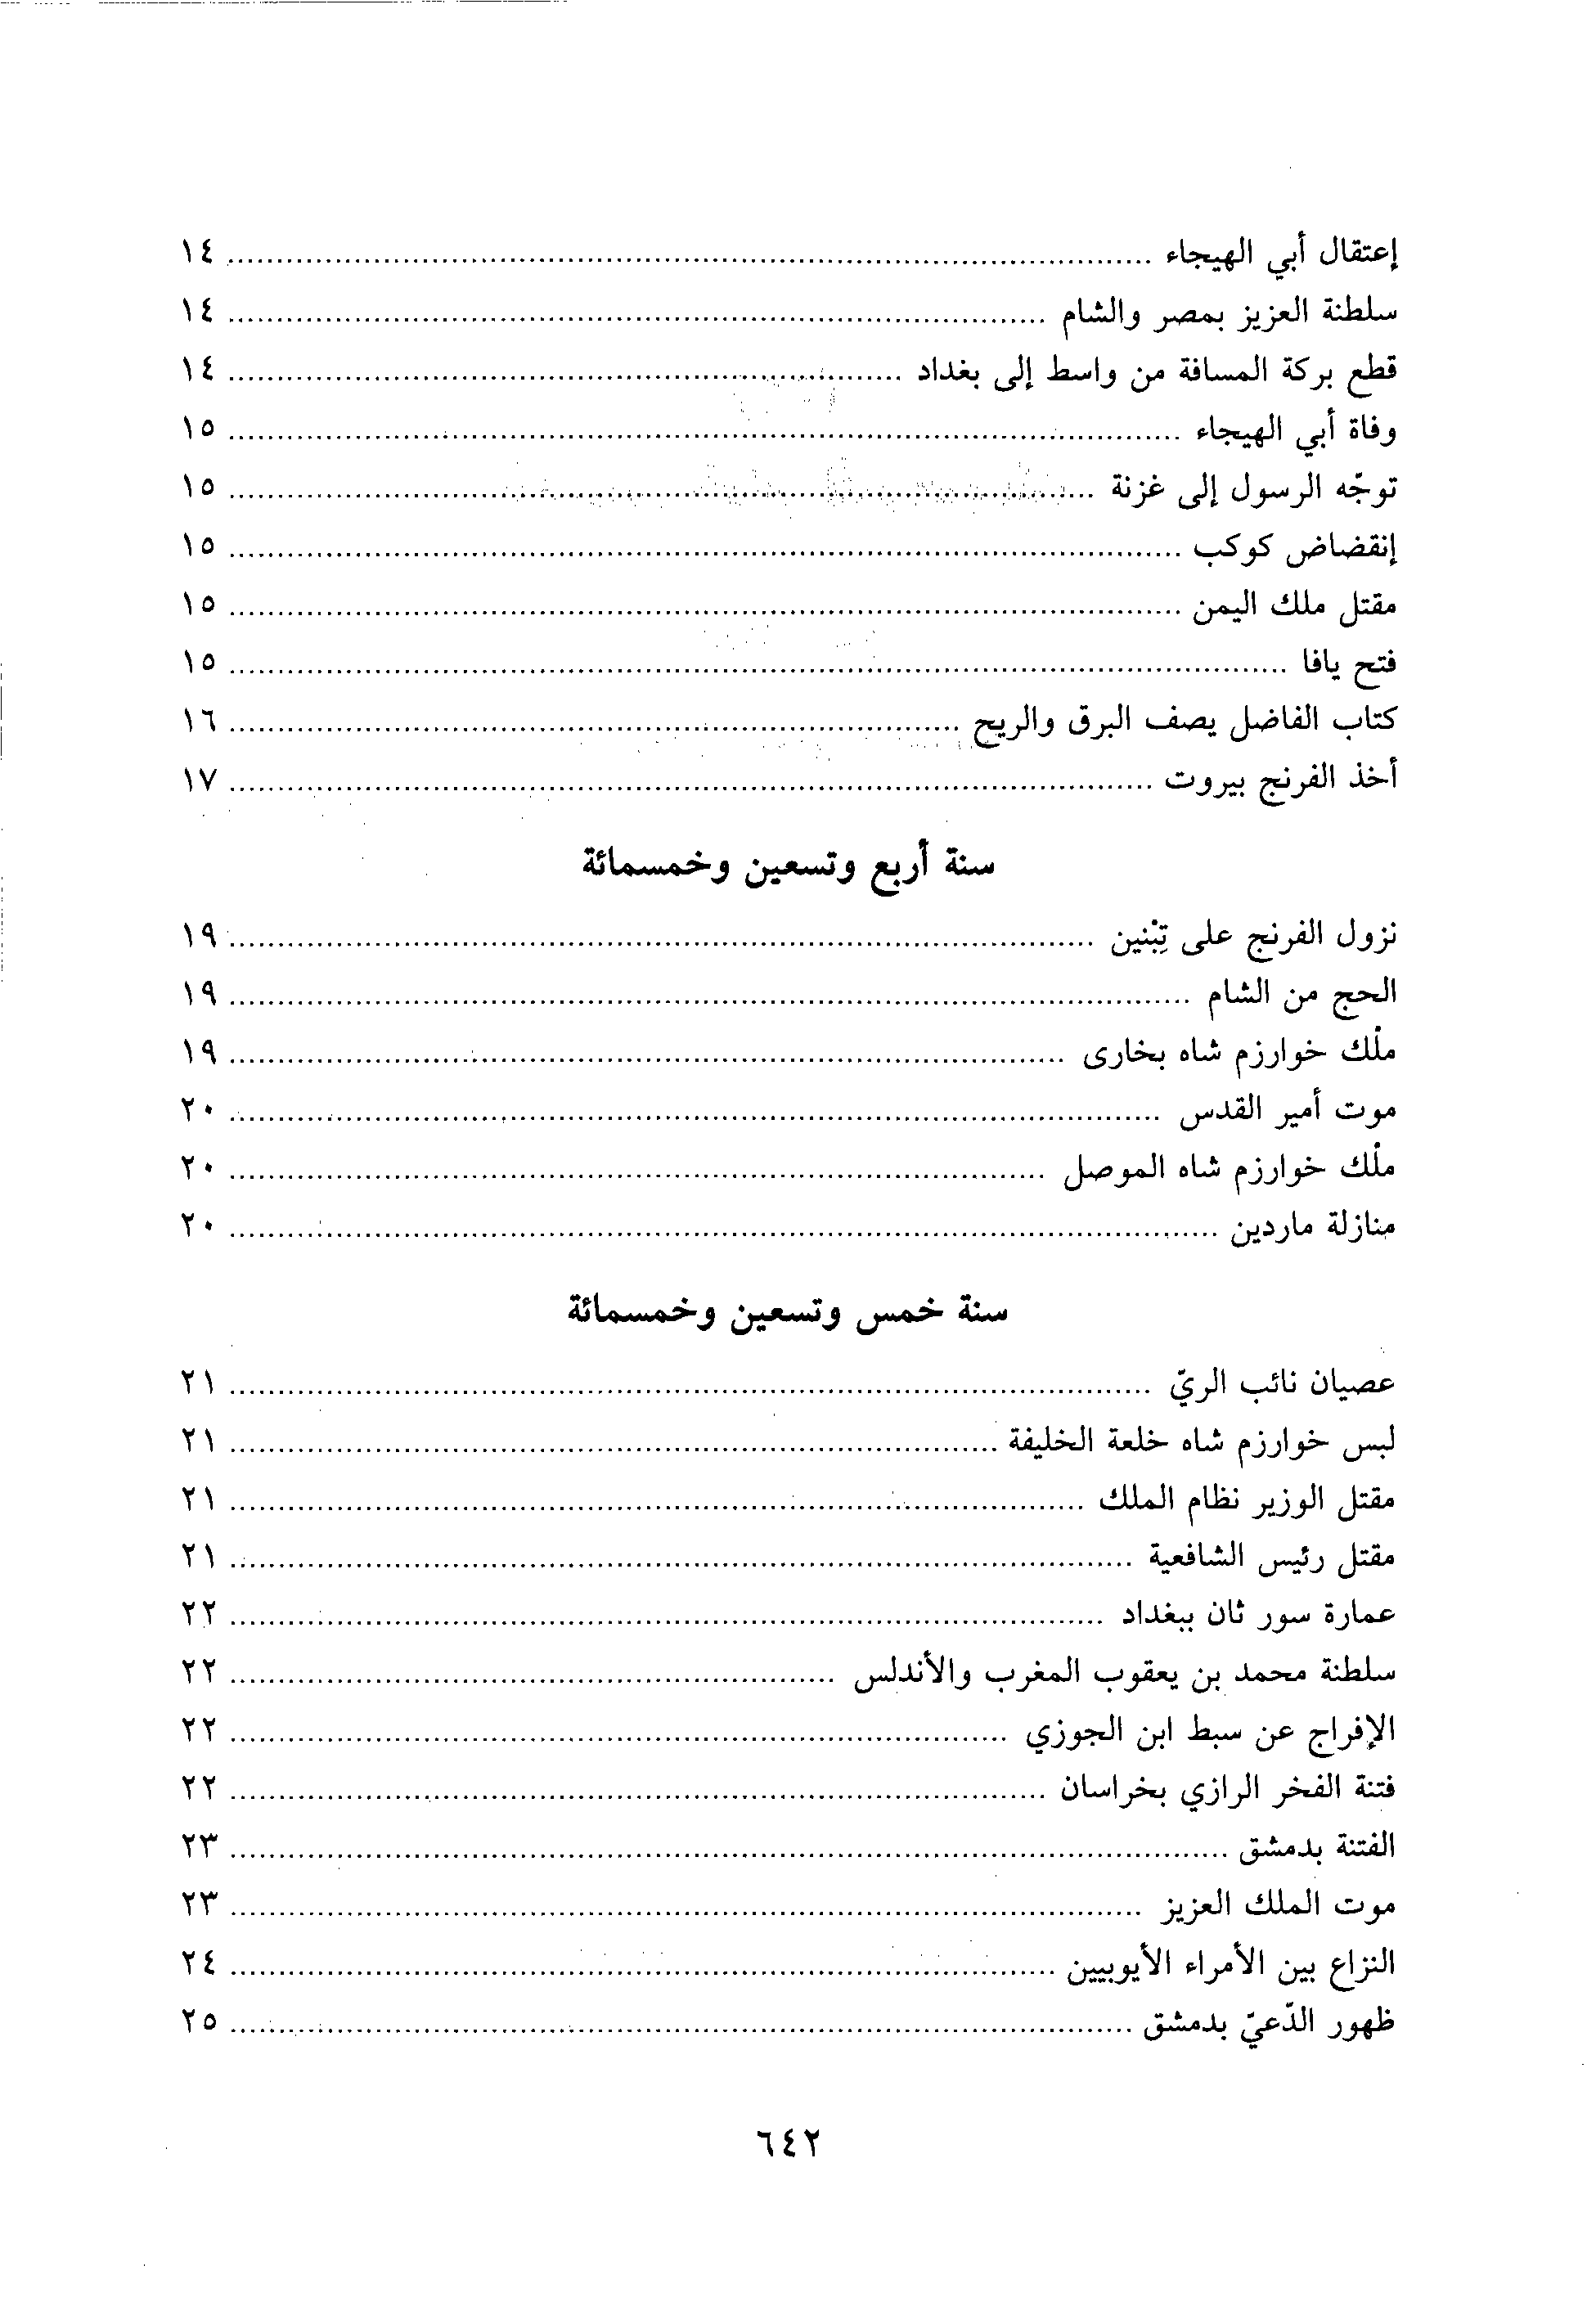 إعتقال أبي الهيجاء ........ ١٤
سلطنة العزيز بمصر والشام ........ ١٤
قطع بركة المسافة من واسط إلى بغداد ........ ١٤
وفاة أبي الهيجاء ........ ١٥
توجّه الرسول إلى غزنة ........ ١٥
إنقضاض كوكب ........ ١٥
مقتل ملك اليمن ........ ١٥
فتح يافا ........ ١٥
كتاب الفاضل يصف البرق والريح ........ ١٦
أخذ الفرنج بيروت ........ ١٧
سنة أربع وتسعين وخمسمائة
نزول الفرنج على تِبْنين ........ ١٩
الحج من الشام ........ ١٩
ملْك خوارزم شاه بخارى ........ ١٩
موت أمير القدس ........ ٢٠
ملْك خوارزم شاه الموصل ........ ٢٠
منازلة ماردين ........ ٢٠
سنة خمس وتسعين وخمسمائة
عصيان نائب الريّ ........ ٢١
لبس خوارزم شاه خلعة الخليفة ........ ٢١
مقتل الوزير نظام الملك ........ ٢١
مقتل رئيس الشافعية ........ ٢١
عمارة سور ثان ببغداد ........ ٢٢
سلطنة محمد بن يعقوب المغرب والأندلس ........ ٢٢
الإفراج عن سبط ابن الجوزي ........ ٢٢
فتنة الفخر الرازي بخراسان ........ ٢٢
الفتنة بدمشق ........ ٢٣
موت الملك العزيز ........ ٢٣
النزاع بين الأمراء الأيوبيين ........ ٢٤
ظهور الدّعيّ بدمشق ........ ٢٥
٦٤٢